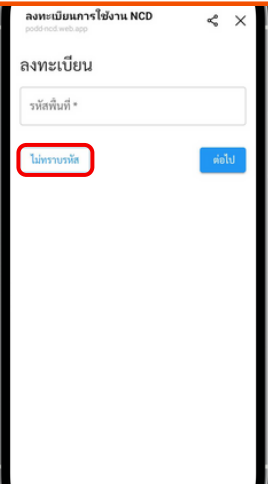 ลงทะเบียนการใช้งาน NCD
podd-ncd.web.app
ลงทะเบียน
รหัสพื้นที่ *
ไม่ทราบรหัส
ต่อไป